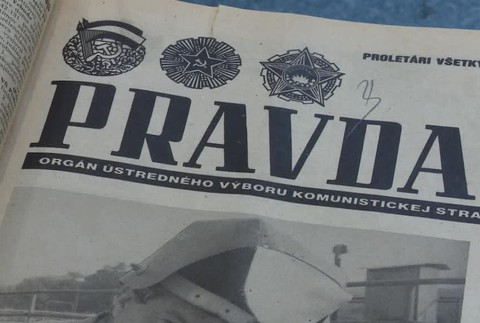 PROLETÁRI VŠETKÝ
PRAVDA
ORGÁN ÚSTREDNÉHO VÝBORU KOMUNISTICKEJ STRA